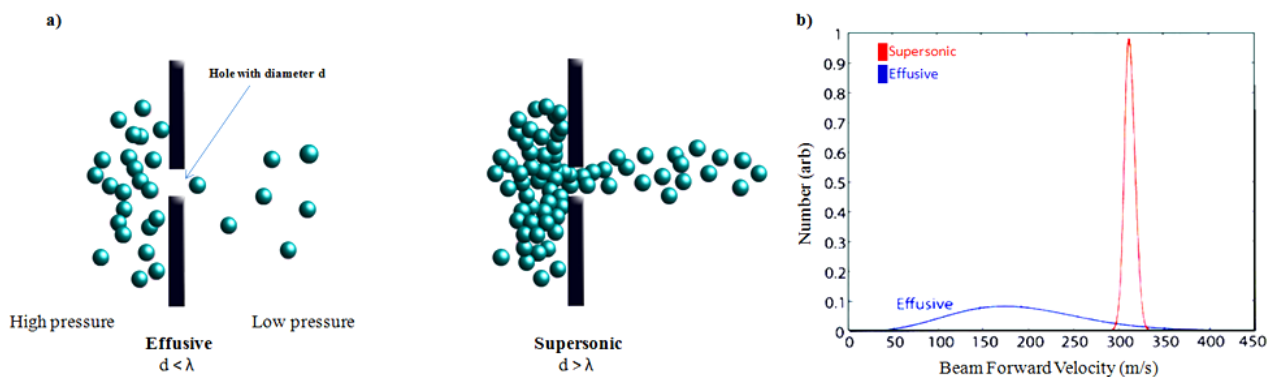 a)
Hole with diameter d
High pressure
Low pressure
Effusive
d < λ
Supersonic
d > λ
b)
Supersonic
Effusive
1
0.9
0.8
0.7
0.6
0.5
0.4
0.3
0.2
0.1
0
Number (arb)
Effusive
0 50 100 150 200 250 300 350 400 450
Beam Forward Velocity (m/s)